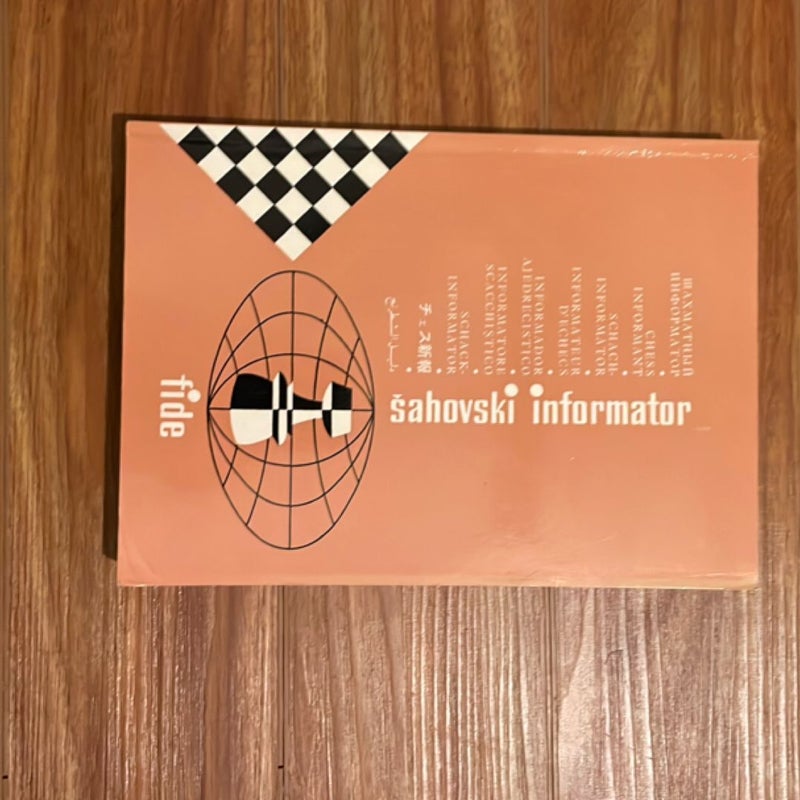 ШАХМАТНЫЙ
ИНФОРМАТОР •
CHESS
INFORMANT •
SCHACH-
INFORMATOR •
INFORMATEUR
D'ECHECS •
INFORMADOR
AJEDRECISTICO •
INFORMATORE
SCACCHISTICO •
SCHACK-
INFORMATOR •
チェス新報 •
šahovski informator
fide